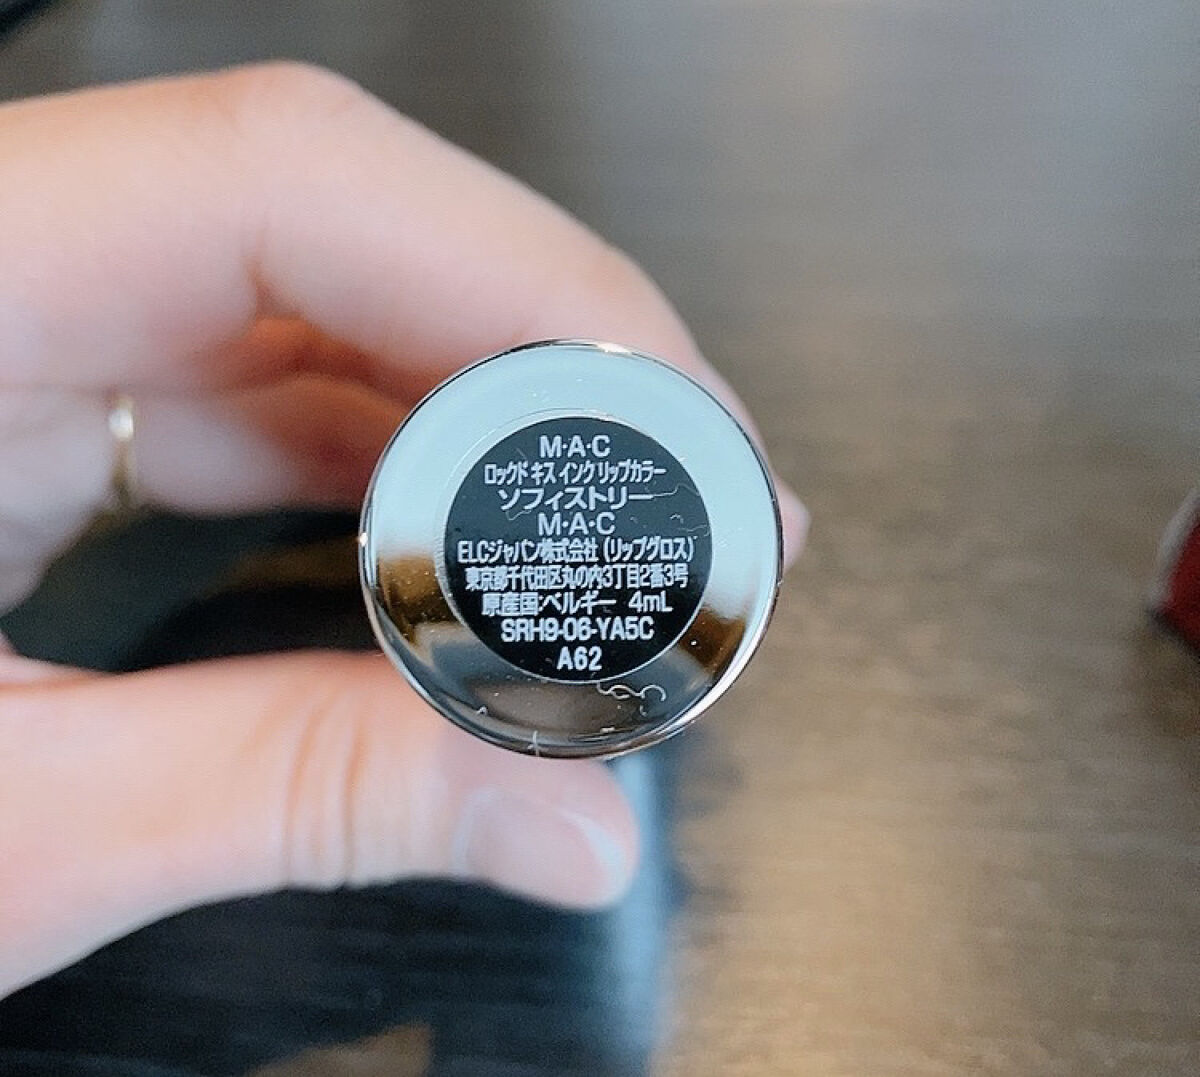 M·A·C
ロックド キス インク リップカラー
ソフィストリー
M·A·C
ELCジャパン株式会社 (リップグロス)
東京都千代田区丸の内3丁目2番3号
原産国:ベルギー 4mL
SRH9-06-YA5C
A62